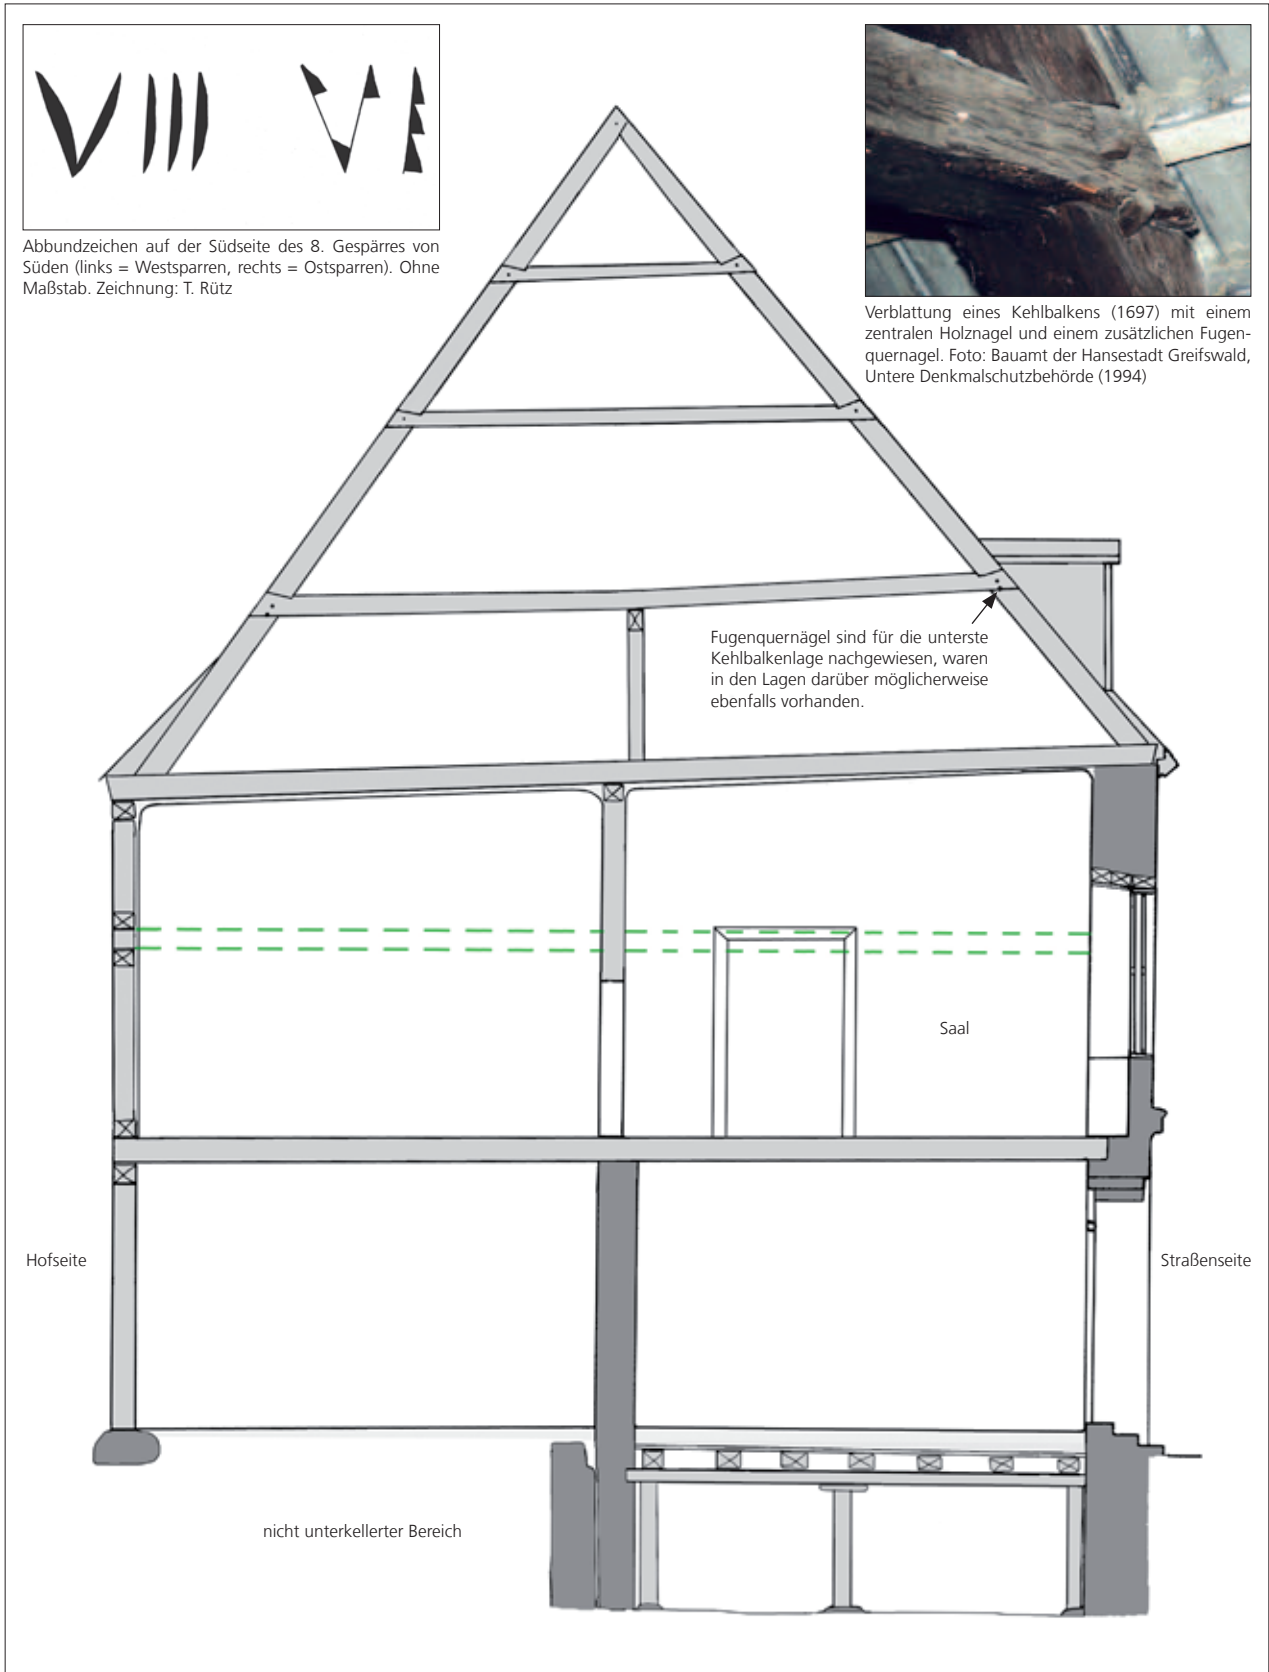 VIII VI
Abbundzeichen auf der Südseite des 8. Gespärres von
Süden (links = Westsparren, rechts = Ostsparren). Ohne
Maßstab. Zeichnung: T. Rütz
Verblattung eines Kehlbalkens (1697) mit einem
zentralen Holznagel und einem zusätzlichen Fugen-
quernagel. Foto: Bauamt der Hansestadt Greifswald,
Untere Denkmalschutzbehörde (1994)
Fugenquernägel sind für die unterste
Kehlbalkenlage nachgewiesen, waren
in den Lagen darüber möglicherweise
ebenfalls vorhanden.
Saal
Hofseite
Straßenseite
nicht unterkellerter Bereich